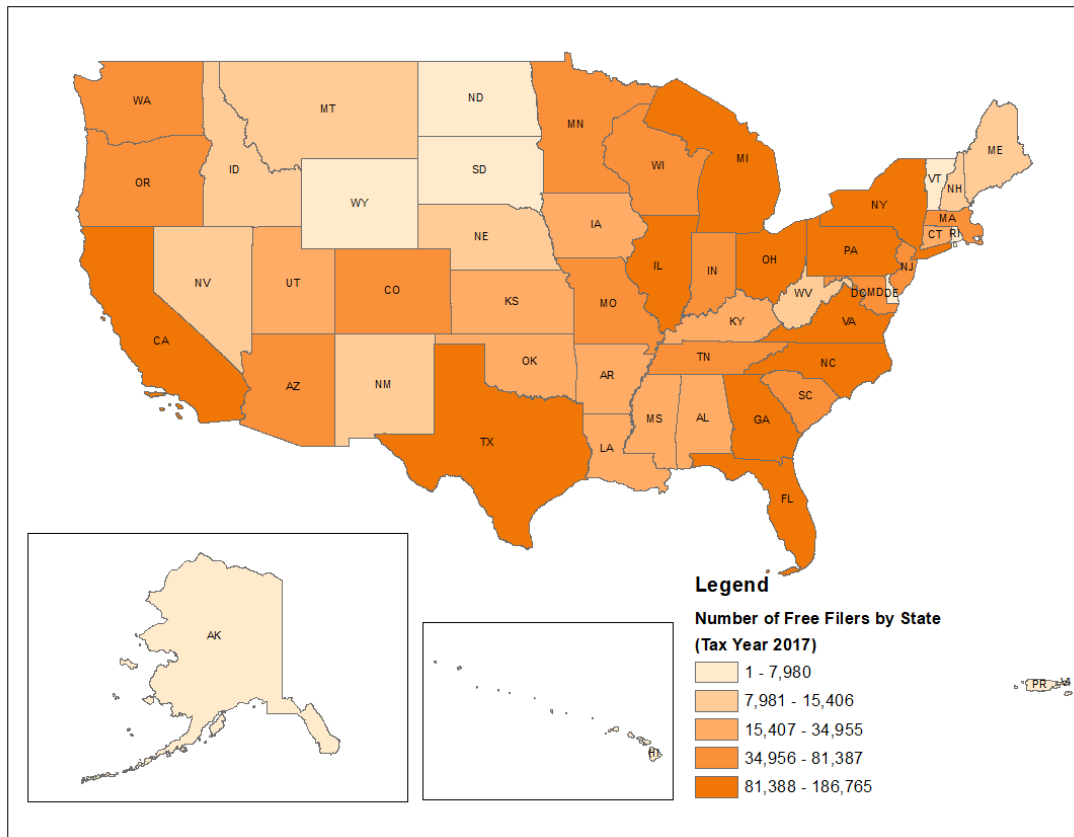 WA
MT
ND
MN
ME
OR
ID
SD
WI
MI
VT
NH
WY
NY
MA
CT
RI
NE
IA
PA
NJ
NV
UT
CO
KS
MO
IL
IN
OH
WV
DC
MD
DE
VA
KY
CA
AZ
NM
OK
AR
TN
NC
SC
TX
LA
MS
AL
GA
FL
AK
HI
PR
Legend
Number of Free Filers by State
(Tax Year 2017)
1 - 7,980
7,981 - 15,406
15,407 - 34,955
34,956 - 81,387
81,388 - 186,765